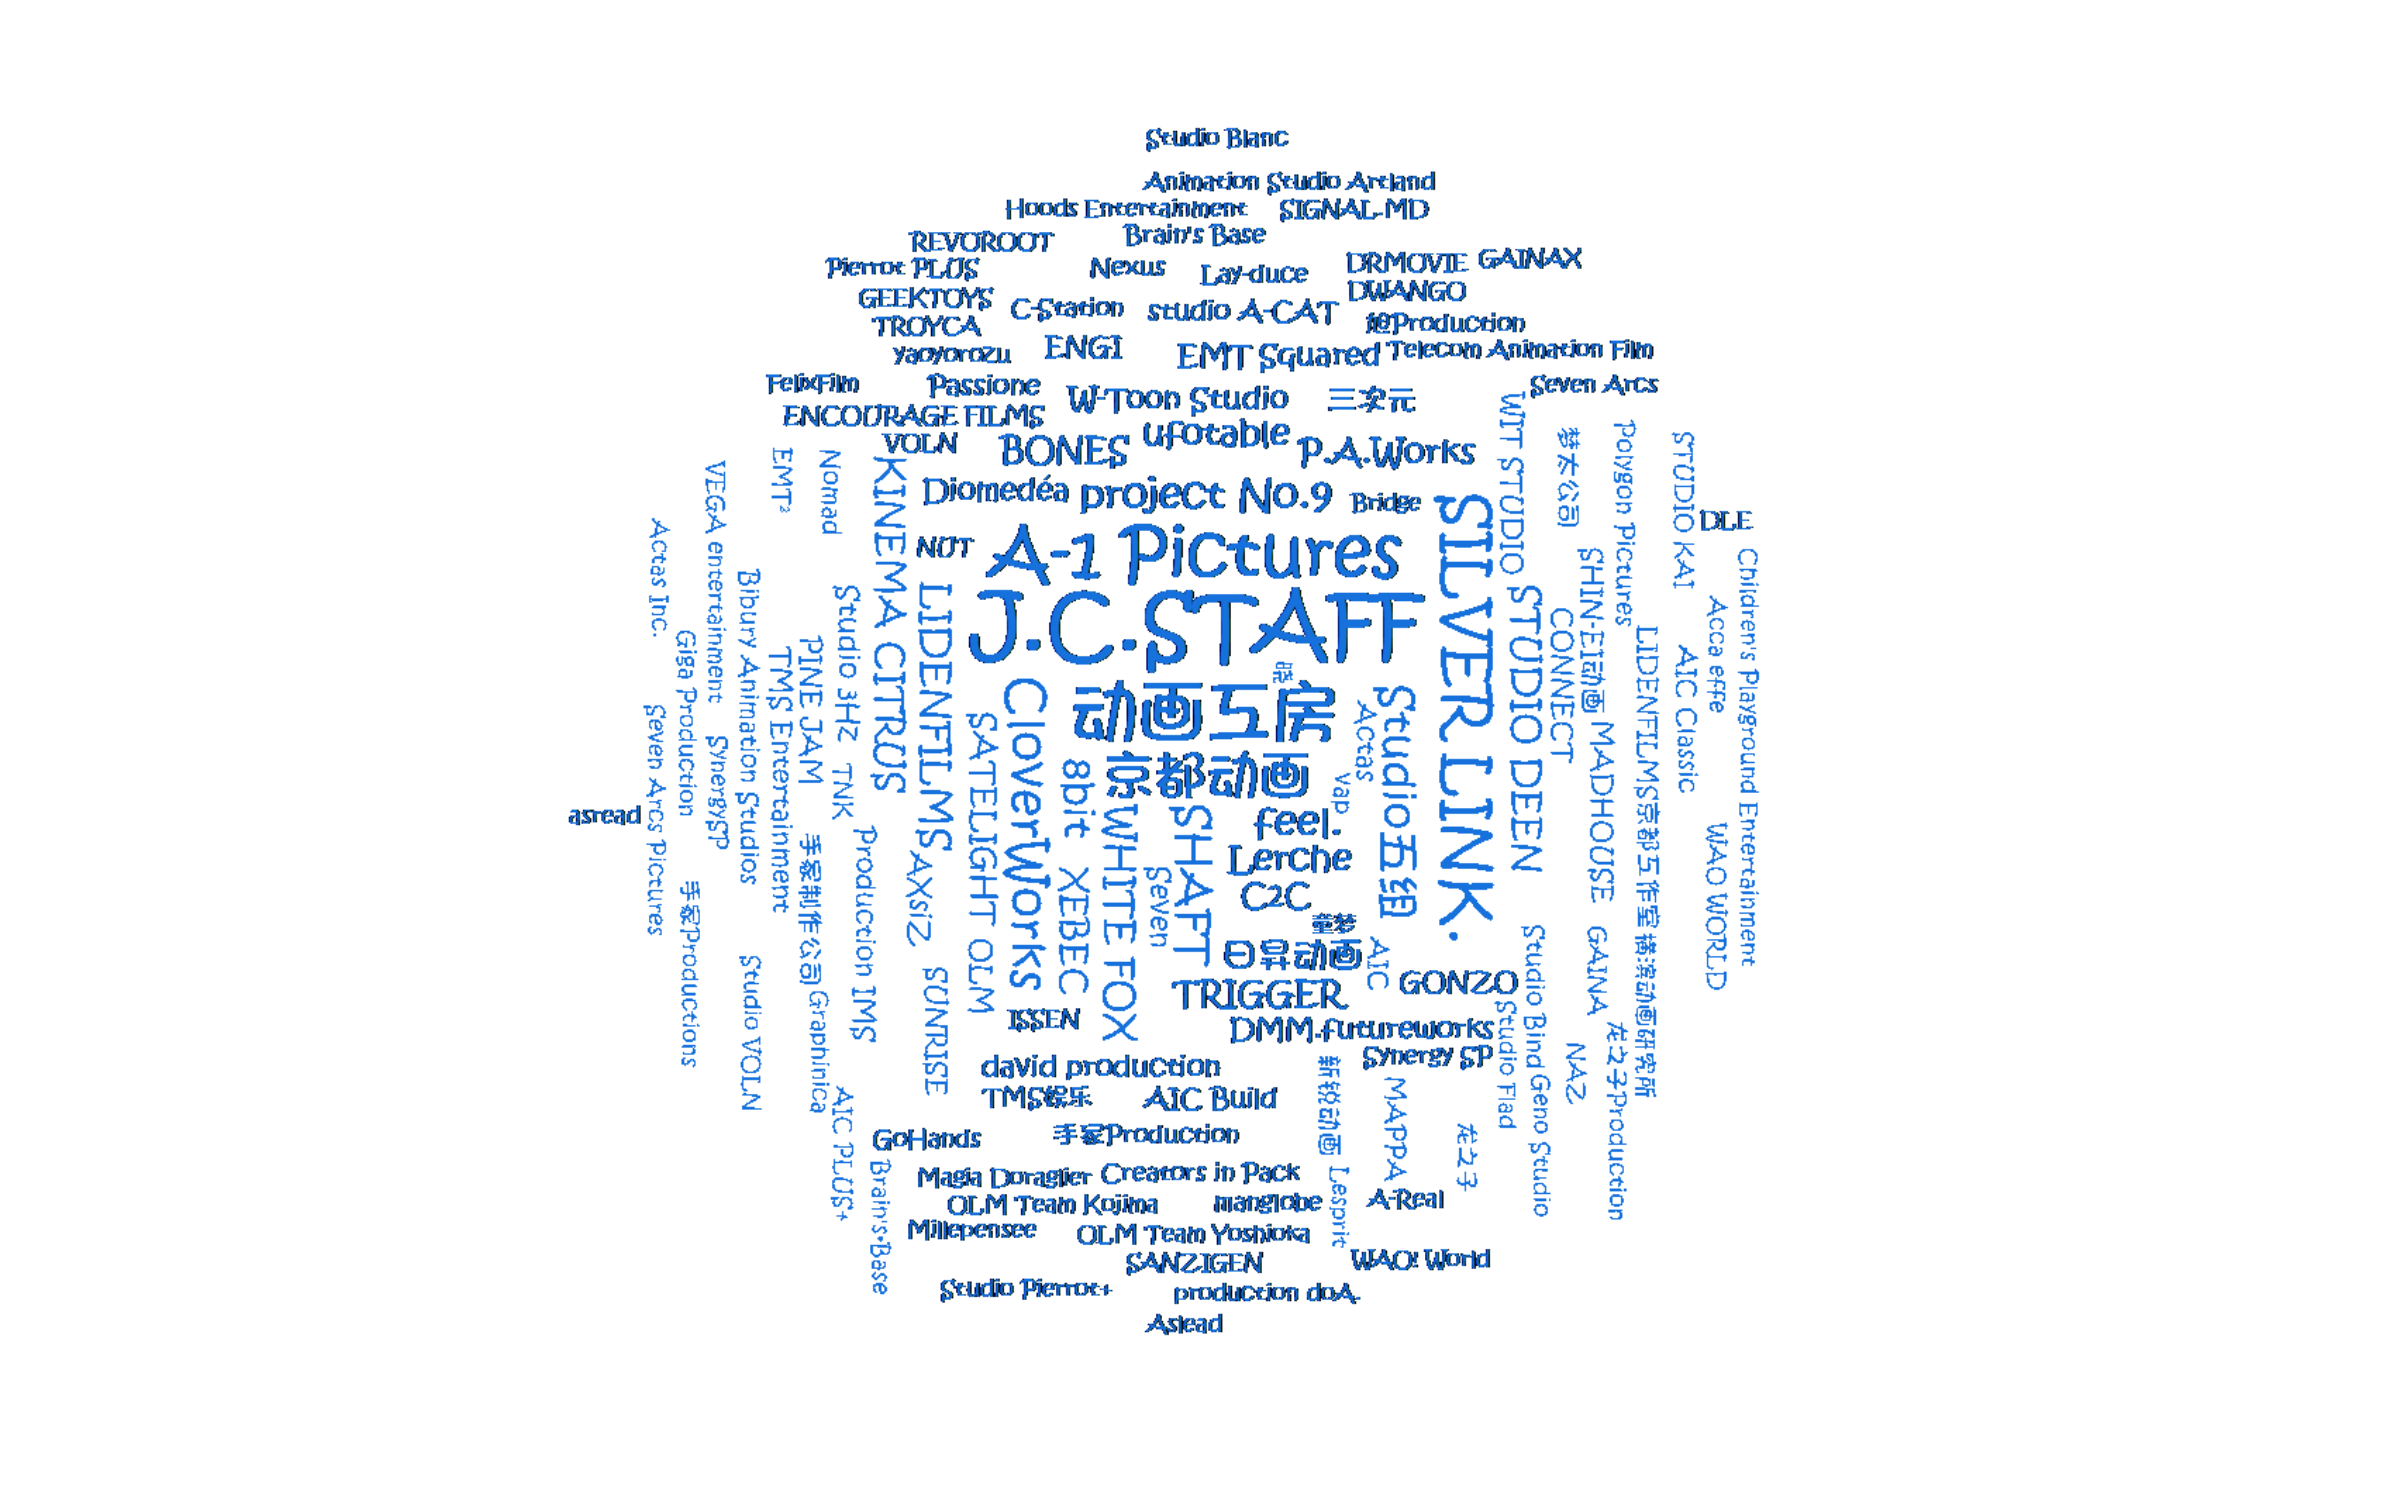 Studio Blanc
Animation Studio Artland
Hoods Entertainment
SIGNAL-MD
REVOROOT
Brain's Base
Pierrot PLUS
Nexus
Lay-duce
DRMOVIE
GAINAX
GEEKTOYS
C-Station
studio A-CAT
DWANGO
TROYCA
颱Production
yaoyorozu
ENGI
EMT Squared
Telecom Animation Film
FelixFilm
Passione
W-Toon Studio
三次元
Seven Arcs
ENCOURAGE FILMS
VOLN
BONES
ufotable
P.A.Works
Diomedéa
project No.9
Bridge
NUT
A-1 Pictures
DLE
J.C.STAFF
动画工房
京都动画
asread
feel.
Lerche
C2C
童梦
日昇动画
TRIGGER
GONZO
ISSEN
DMM.futureworks
david production
Synergy SP
TMS娱乐
AIC Build
GoHands
手冢Production
Magia Doraglier
Creators in Pack
OLM Team Kojima
manglobe
A-Real
Millepensee
OLM Team Yoshioka
SANZIGEN
WAO! World
Studio Pierrot+
production doA
Aslead
Actas Inc.
Seven Arcs Pictures
Giga Production
手冢Productions
VEGA entertainment
SynergySP
Bibury Animation Studios
Studio VOLN
EMT²
TMS Entertainment
PINE JAM
手冢制作公司
Graphinica
Nomad
Studio 3Hz
TNK
AIC PLUS+
Production IMS
Brain's·Base
KINEMA CITRUS
LIDENFILMS
AXsiZ
SUNRISE
SATELIGHT
OLM
CloverWorks
8bit
XEBEC
WHITE FOX
Seven
SHAFT
晓
Vap
Actas
Studio五组
AIC
新锐动画
Lesprit
MAPPA
SILVER LINK.
龙之子
WIT STUDIO
STUDIO DEEN
Studio Flad
Studio Bind
Geno Studio
梦太公司
CONNECT
NAZ
SHIN-EI动画
MADHOUSE
GAINA
龙之子Production
Polygon Pictures
LIDENFILMS京都工作室
横滨动画研究所
STUDIO KAI
AIC Classic
Acca effe
WAO WORLD
Children's Playground Entertainment